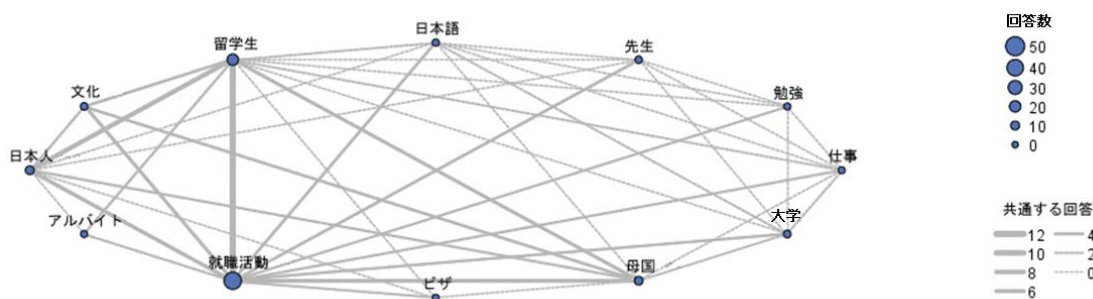 日本語
留学生
先生
文化
勉強
日本人
仕事
アルバイト
大学
就職活動
母国
ビザ
回答数
50
40
30
20
10
0
共通する回答
12
10
8
6
4
2
0